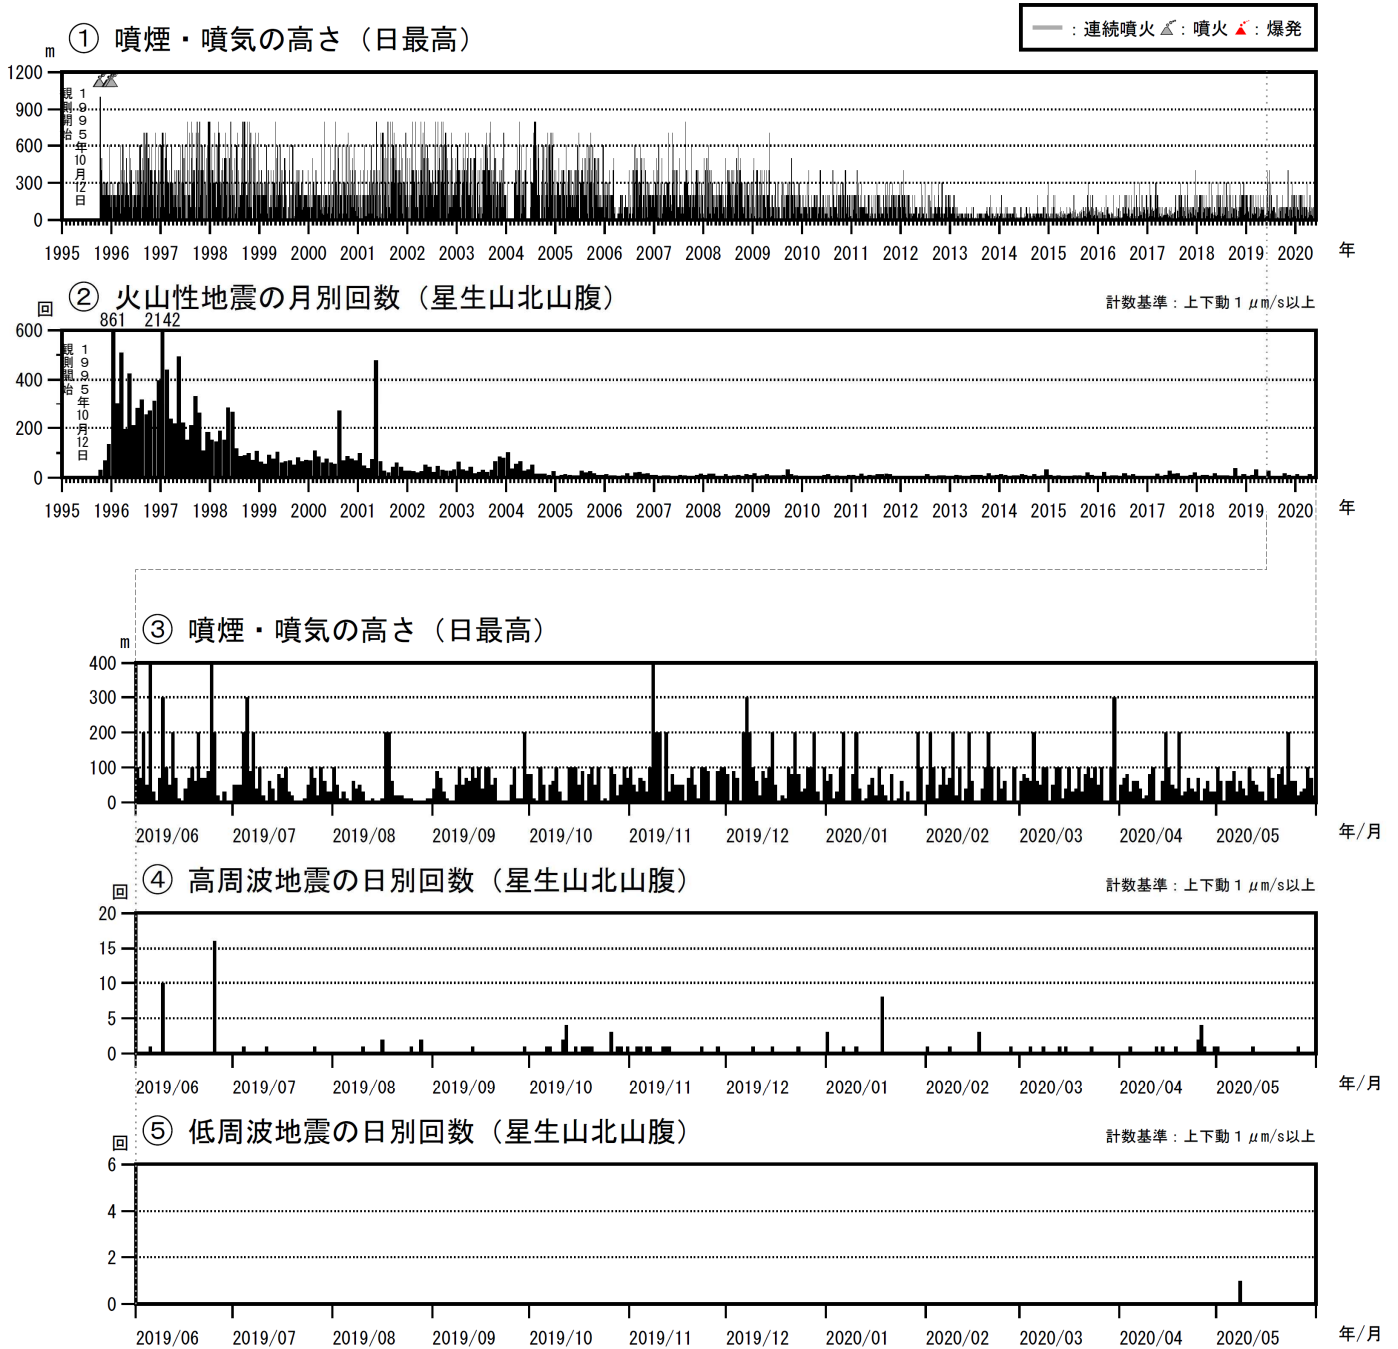 ：連続噴火 ：噴火 ：爆発
① 噴煙・噴気の高さ（日最高）
m
1200
900
600
300
0
観測開始
1995年10月12日
1995 1996 1997 1998 1999 2000 2001 2002 2003 2004 2005 2006 2007 2008 2009 2010 2011 2012 2013 2014 2015 2016 2017 2018 2019 2020 年
② 火山性地震の月別回数（星生山北山腹）
計数基準：上下動１μm/s以上
回
861 2142
600
400
200
0
観測開始
1995年10月12日
1995 1996 1997 1998 1999 2000 2001 2002 2003 2004 2005 2006 2007 2008 2009 2010 2011 2012 2013 2014 2015 2016 2017 2018 2019 2020 年
③ 噴煙・噴気の高さ（日最高）
m
400
300
200
100
0
2019/06 2019/07 2019/08 2019/09 2019/10 2019/11 2019/12 2020/01 2020/02 2020/03 2020/04 2020/05 年/月
④ 高周波地震の日別回数（星生山北山腹）
計数基準：上下動１μm/s以上
回
20
15
10
5
0
2019/06 2019/07 2019/08 2019/09 2019/10 2019/11 2019/12 2020/01 2020/02 2020/03 2020/04 2020/05 年/月
⑤ 低周波地震の日別回数（星生山北山腹）
計数基準：上下動１μm/s以上
回
6
4
2
0
2019/06 2019/07 2019/08 2019/09 2019/10 2019/11 2019/12 2020/01 2020/02 2020/03 2020/04 2020/05 年/月